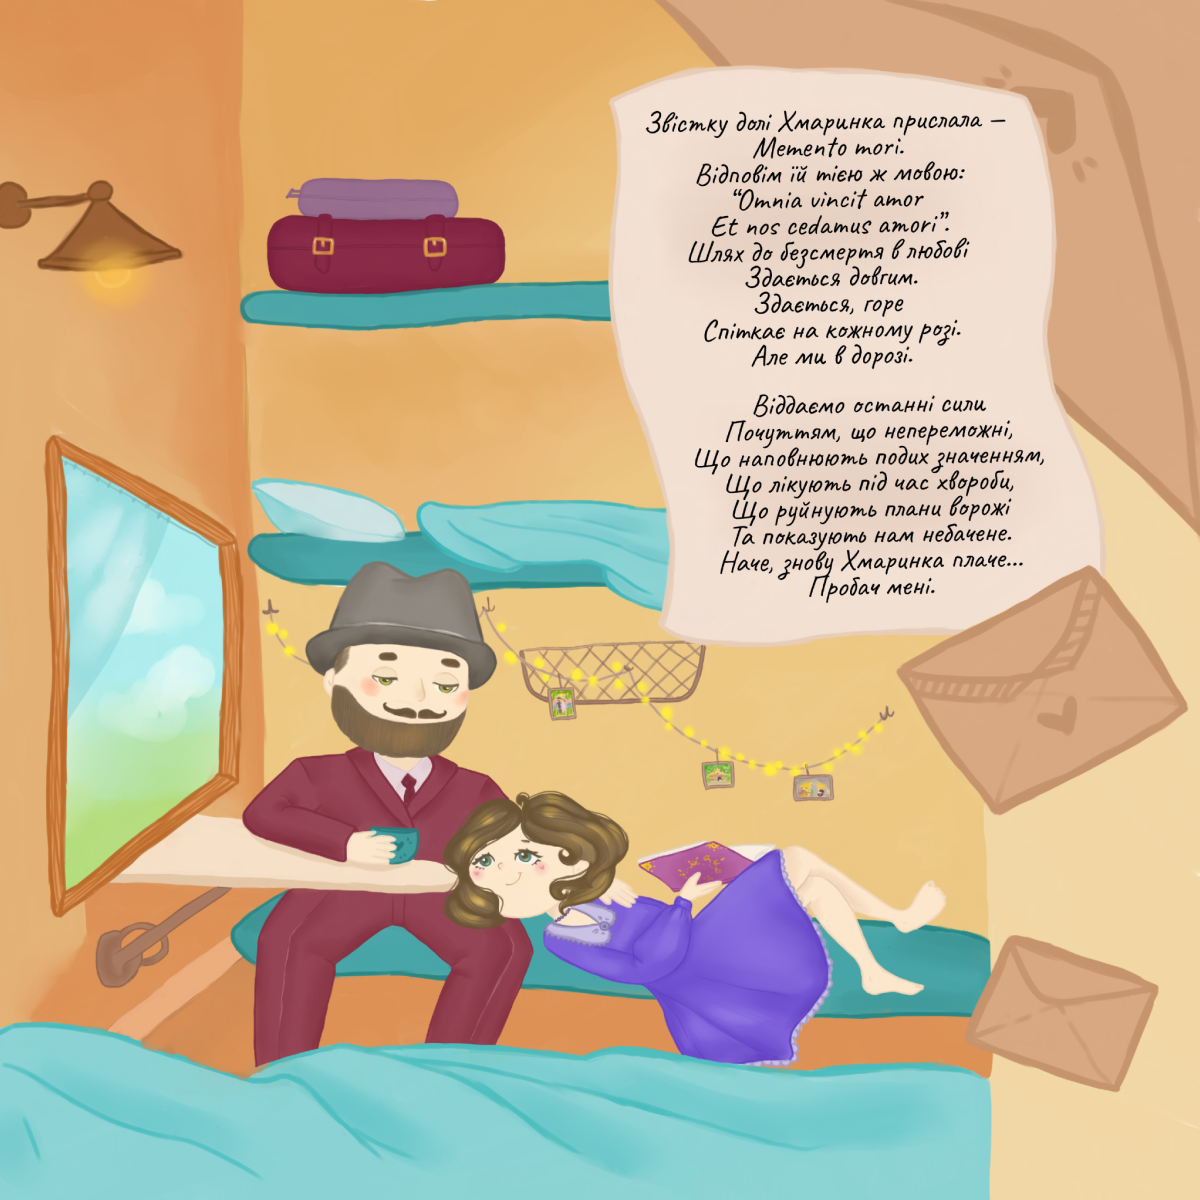 Звістку долі Хмаринка прислала –
Memento mori.
Відповім їй тією ж мовою:
“Omnia vincit amor
Et nos cedamus amori”.
Шлях до безсмертя в любові
Здається довгим.
Здається, горе
Спіткає на кожному розі.
Але ми в дорозі.
Віддаємо останні сили
Почуттям, що непереможні,
Що наповнюють подих значенням,
Що лікують під час хвороби,
Що руйнують плани ворожі
Та показують нам небачене.
Наче, знову Хмаринка плаче...
Пробач мені.